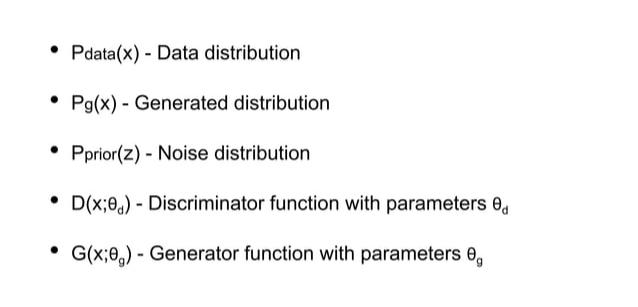 • Pdata(x) - Data distribution
• Pg(x) - Generated distribution
• Pprior(z) - Noise distribution
• D(x;θd) - Discriminator function with parameters θd
• G(x;θg) - Generator function with parameters θg